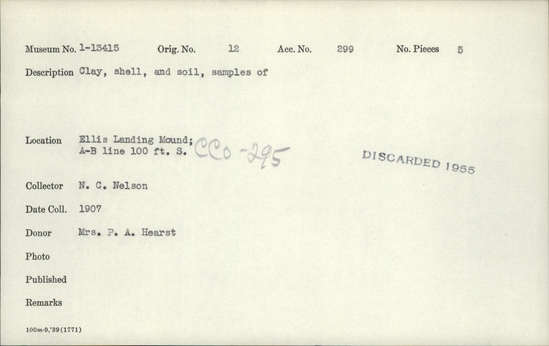 Museum No. 1-13415 Orig. No. 12 Acc. No. 299 No. Pieces 5
Description Clay, shell, and soil, samples of
Location Ellis Landing Mound;
A-B line 100 ft. S. CCo-295
DISCARDED 1955
Collector N. C. Nelson
Date Coll. 1907
Donor Mrs. P. A. Hearst
Photo
Published
Remarks
100m-9,'39(1771)